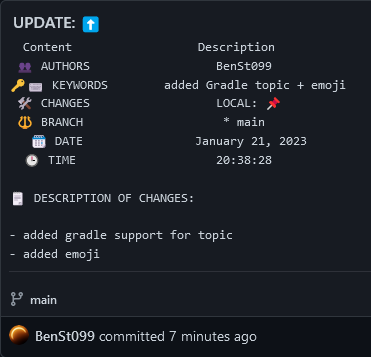 UPDATE: ⬆️
Content Description
👥 AUTHORS BenSt099
🔑⌨️ KEYWORDS added Gradle topic + emoji
🛠️ CHANGES LOCAL: 📌
🔱 BRANCH * main
📅 DATE January 21, 2023
🕒 TIME 20:38:28
📃 DESCRIPTION OF CHANGES:
- added gradle support for topic
- added emoji
main
BenSt099 committed 7 minutes ago